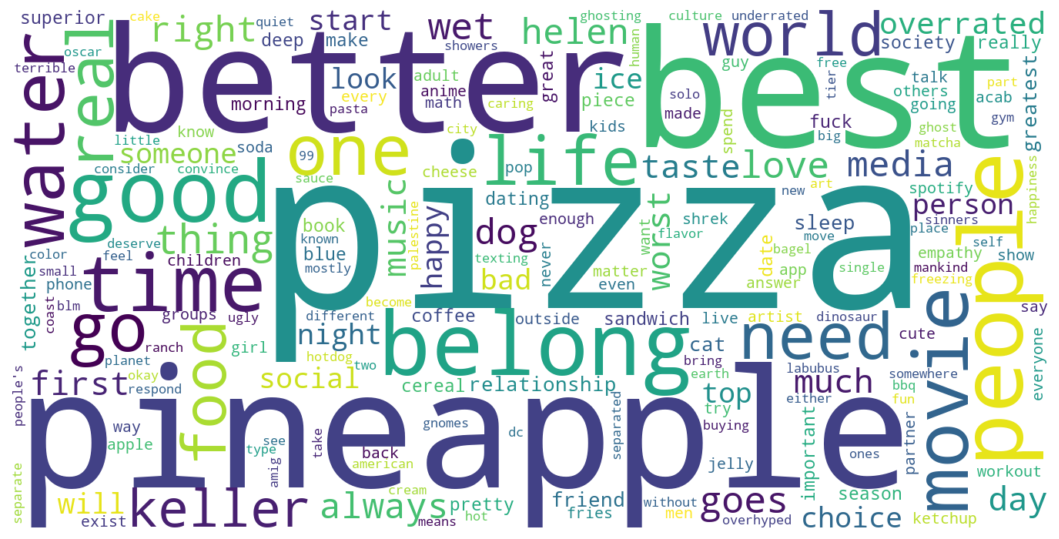 superior
cake
right
quiet
deep
start
make
wet
helen
ghosting
culture
underrated
world
overrated
oscar
terrible
great
better
showers
human
guy
free
society
really
water
real
look
adult
anime
great
ice
best
tier
talk
others
going
morning
every
math
caring
piece
solo
made
acab
gym
greatest
pasta
kids
fuck
big
part
little
know
someone
soda
one
city
life
spend
ghost
matcha
happiness
consider
convince
good
99
sauce
cheese
pop
taste
love
media
spotify
person
color
deserve
feel
thing
book
known
blue
mostly
music
palestine
happy
dating
enough
dog
never
shrek
flavor
worst
want
new
art
sleep
move
bagel
date
place
sinners
empathy
self
show
people
together
small
phone
coast
blm
children
time
pizza
texting
bad
matter
even
app
answer
single
mankind
freezing
groups
ugly
become
go
ranch
girl
different
night
coffee
outside
sandwich
live
artist
dinosaur
need
cute
say
belong
cat
bring
earth
planet
okay
respond
hotdog
two
labubus
somewhere
people's
first
food
social
cereal
relationship
top
try
buying
much
either
bbq
fun
everyone
movie
pineapple
way
apple
type
see
amig
take
back
american
gnomes
dc
separated
jelly
important
partner
ones
workout
separate
will
exist
keller
always
means
cream
hot
pretty
friend
fries
without
men
goes
overhyped
choice
season
ketchup
day